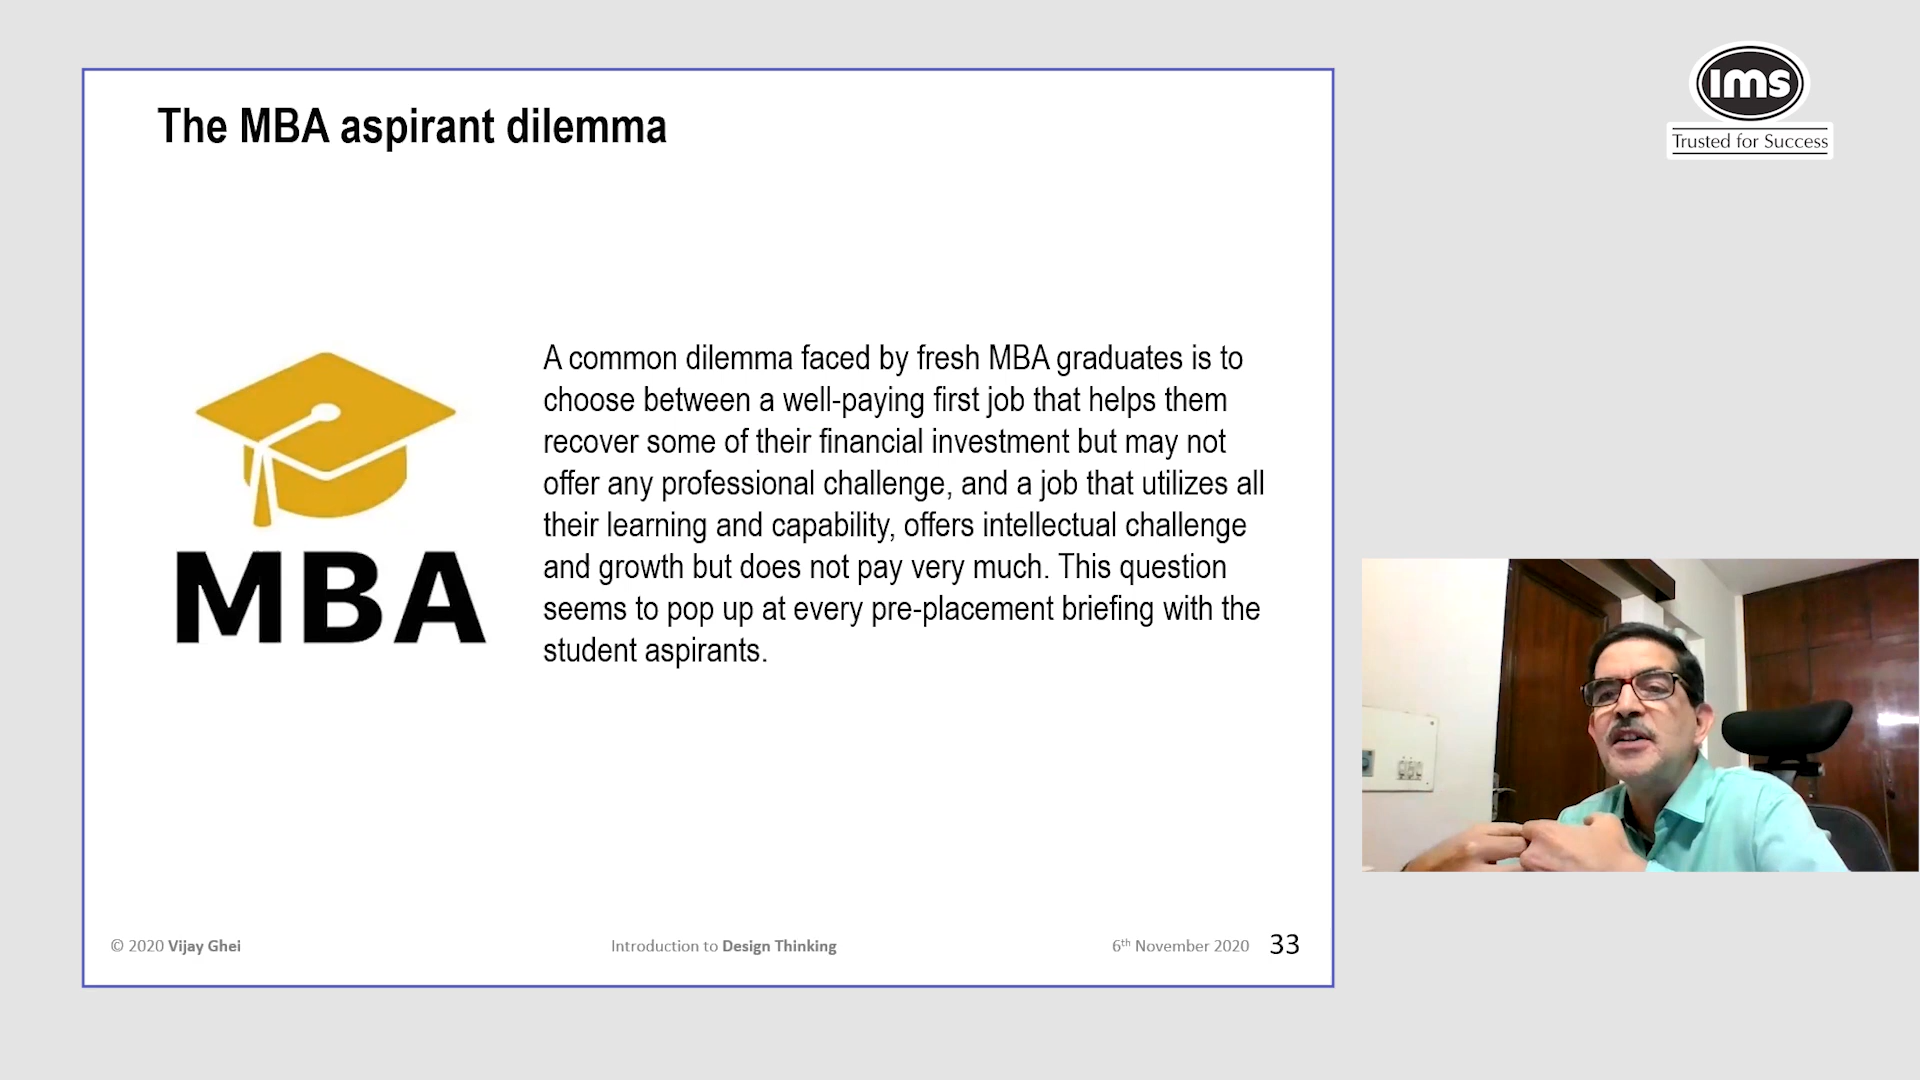 The MBA aspirant dilemma
ims
Trusted for Success
MBA
A common dilemma faced by fresh MBA graduates is to
choose between a well-paying first job that helps them
recover some of their financial investment but may not
offer any professional challenge, and a job that utilizes all
their learning and capability, offers intellectual challenge
and growth but does not pay very much. This question
seems to pop up at every pre-placement briefing with the
student aspirants.
© 2020 Vijay Ghei
Introduction to Design Thinking
6th November 2020
33